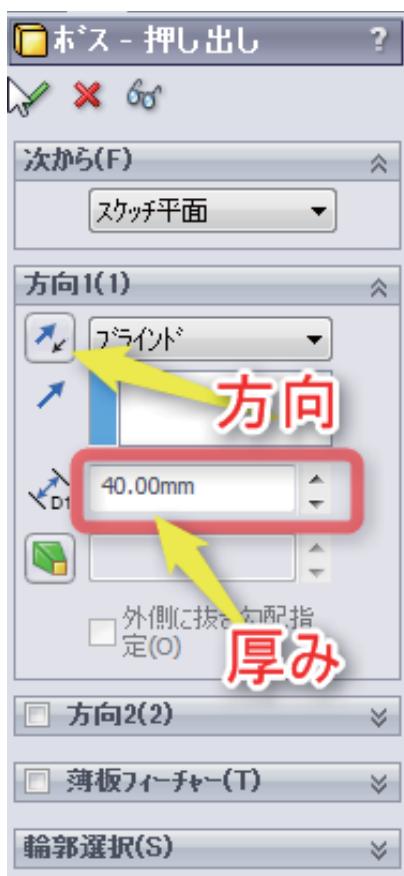 ボス - 押し出し ?
次から(F)
スケッチ平面
方向1(1)
ブラインド
方向
D1
40.00mm
外側に抜き勾配指
定(O)
厚み
方向2(2)
薄板フィーチャー(T)
輪郭選択(S)